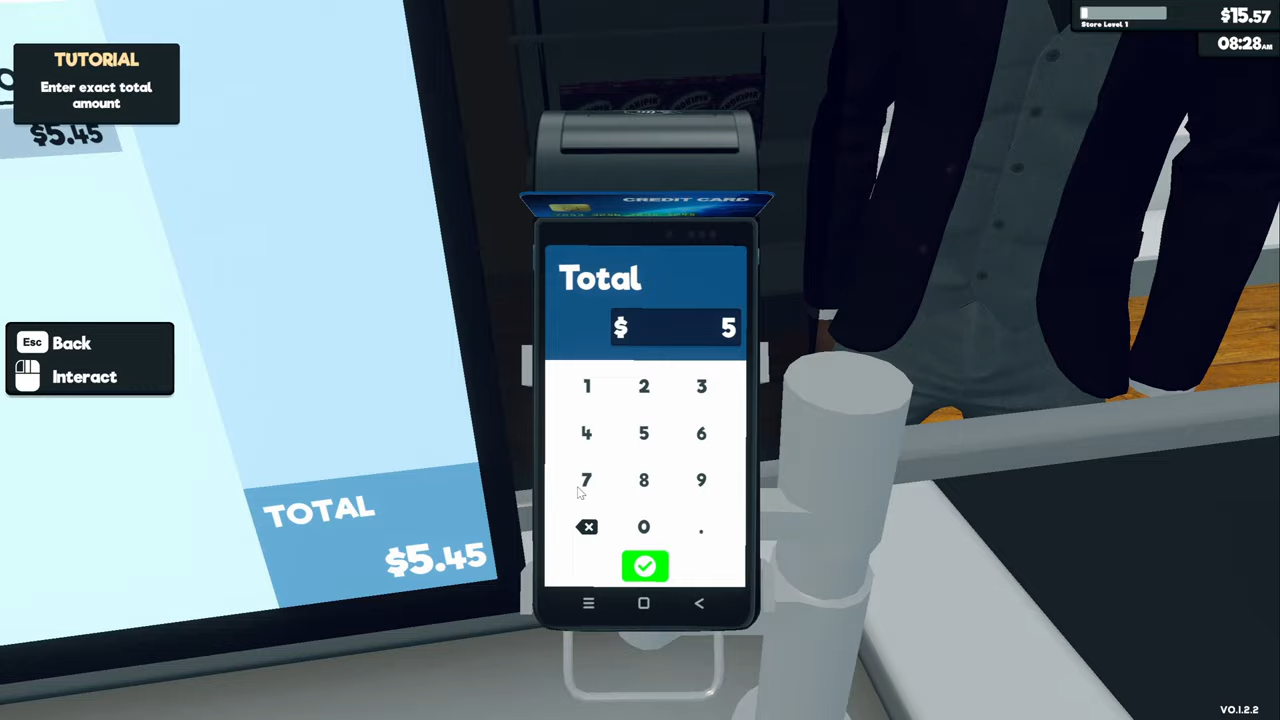 $15.57
Store Level 1
08:28AM
TUTORIAL
Enter exact total
amount
$5.45
CREDIT CARD
Total
$ 5
Esc Back
Interact
1 2 3
4 5 6
7 8 9
0 .
TOTAL
$5.45
V0.1.2.2